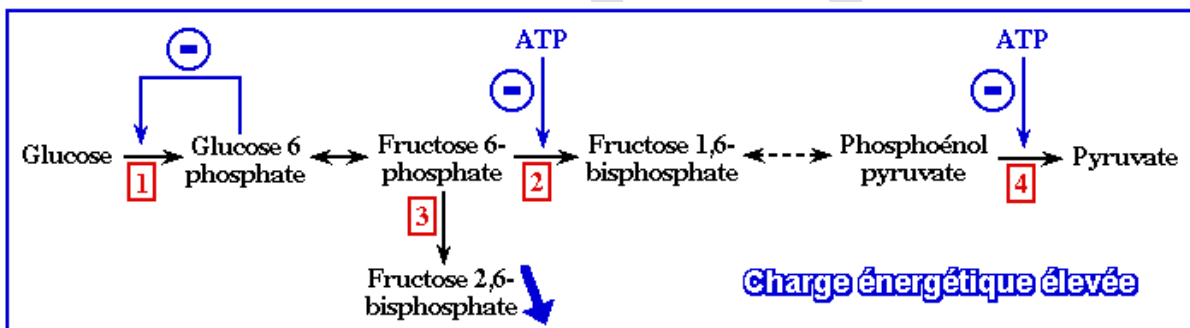 ATP
ATP
Glucose
1
Glucose 6
phosphate
Fructose 6-
phosphate
2
Fructose 1,6-
bisphosphate
Phosphoénol
pyruvate
4
Pyruvate
3
Fructose 2,6-
bisphosphate
Charge énergétique élevée